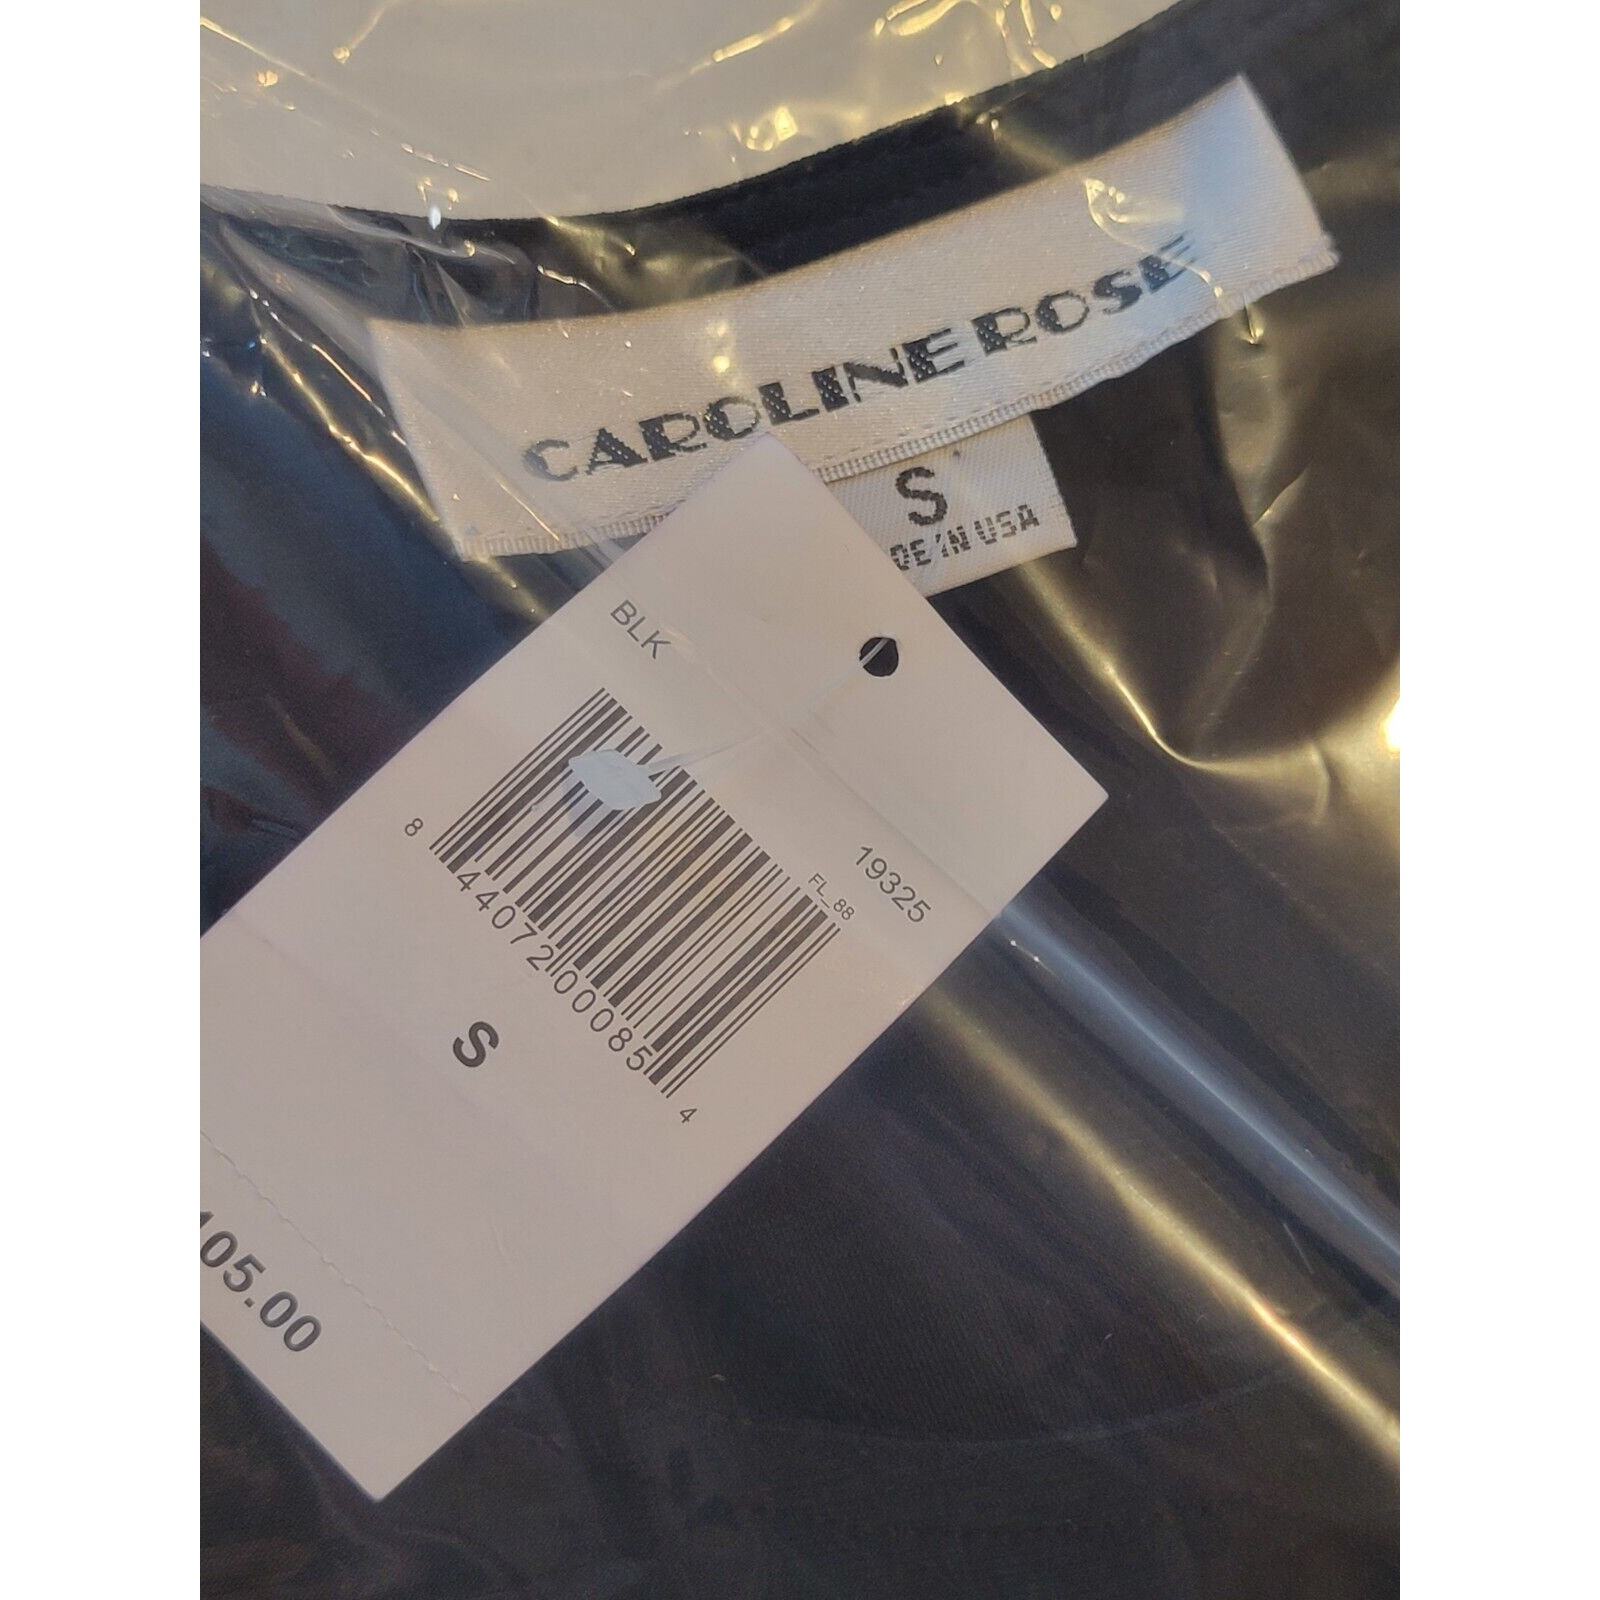 CAROLINE ROSE
S
DE IN USA
BLK
19325
FL_88
8 44072 00085 4
S
105.00